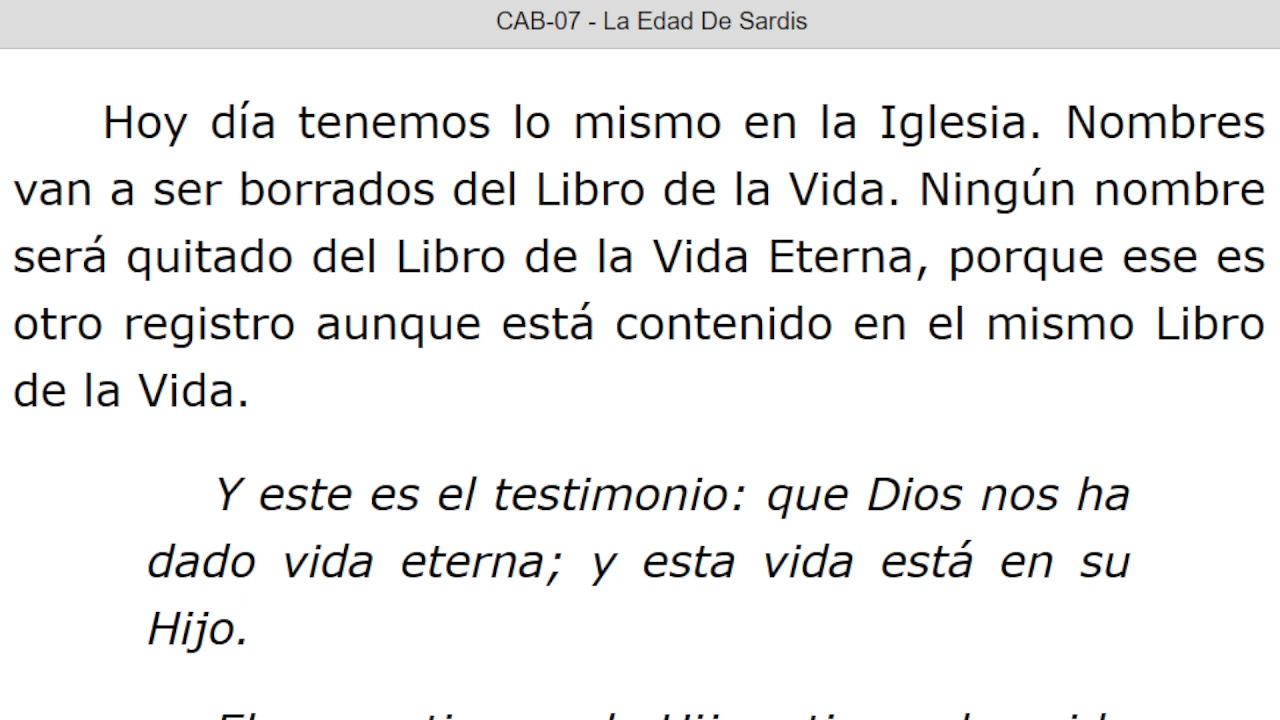 CAB-07 - La Edad De Sardis
Hoy día tenemos lo mismo en la Iglesia. Nombres
van a ser borrados del Libro de la Vida. Ningún nombre
será quitado del Libro de la Vida Eterna, porque ese es
otro registro aunque está contenido en el mismo Libro
de la Vida.
Y este es el testimonio: que Dios nos ha
dado vida eterna; y esta vida está en su
Hijo.